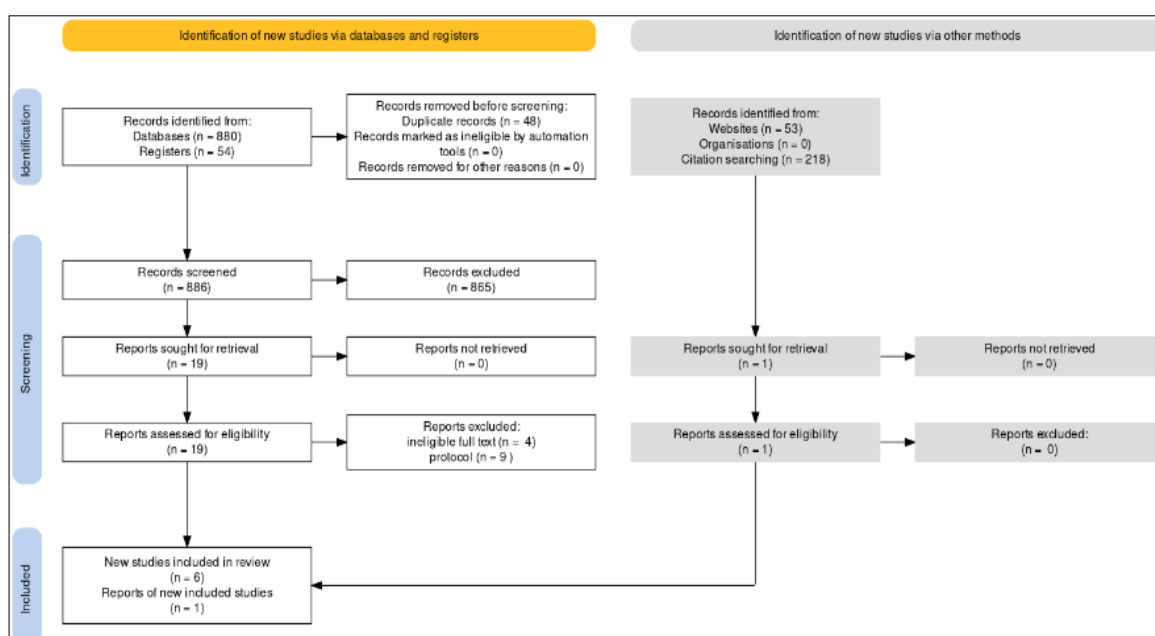 Identification of new studies via databases and registers
Identification of new studies via other methods
Identification
Records identified from:
Databases (n = 880)
Registers (n = 54)
Records removed before screening:
Duplicate records (n = 48)
Records marked as ineligible by automation
tools (n = 0)
Records removed for other reasons (n = 0)
Records identified from:
Websites (n = 53)
Organisations (n = 0)
Citation searching (n = 218)
Screening
Records screened
(n = 886)
Records excluded
(n = 865)
Reports sought for retrieval
(n = 19)
Reports not retrieved
(n = 0)
Reports sought for retrieval
(n = 1)
Reports not retrieved
(n = 0)
Reports assessed for eligibility
(n = 19)
Reports excluded:
ineligible full text (n = 4)
protocol (n = 9 )
Reports assessed for eligibility
(n = 1)
Reports excluded:
(n = 0)
Included
New studies included in review
(n = 6)
Reports of new included studies
(n = 1)